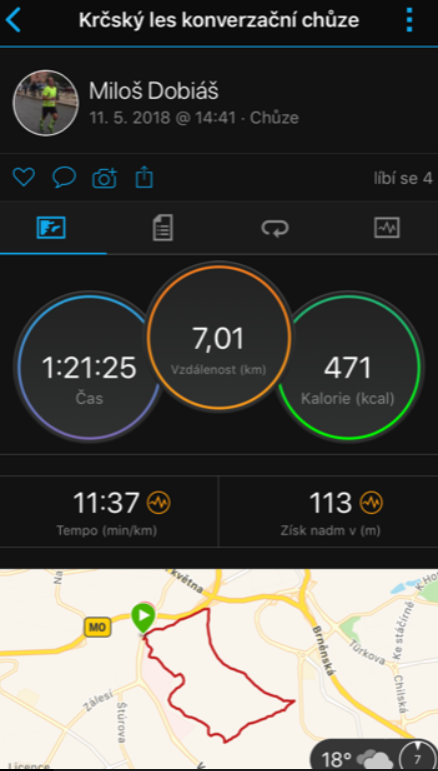 Krčský les konverzační chůze
Miloš Dobiáš
11. 5. 2018 @ 14:41 · Chůze
líbí se 4
7,01
Vzdálenost (km)
1:21:25
Čas
471
Kalorie (kcal)
11:37
Tempo (min/km)
113
Získ nadm v (m)
května
MO
Brněnská
Türkova
Ke stáčírně
Chilská
Zálesí
Štúrova
18°
7
Licence